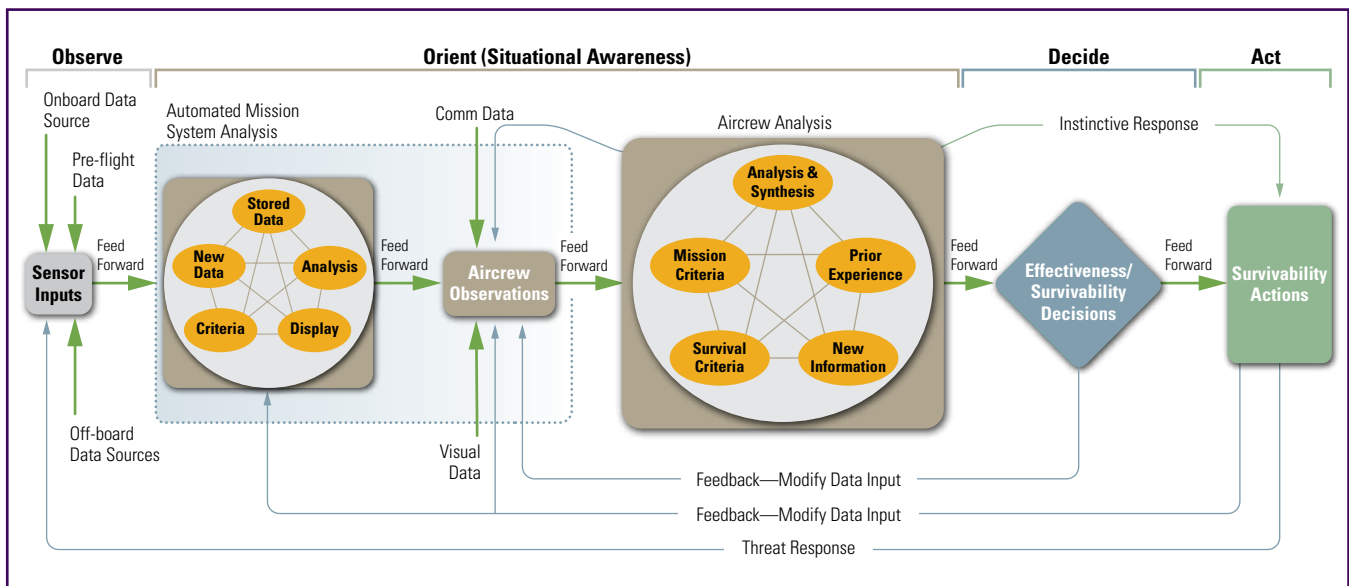 Observe
Orient (Situational Awareness)
Decide
Act
Onboard Data
Source
Pre-flight
Data
Feed
Forward
Sensor
Inputs
Off-board
Data Sources
Automated Mission
System Analysis
Stored
Data
New
Data
Analysis
Criteria
Display
Feed
Forward
Comm Data
Aircrew
Observations
Visual
Data
Feed
Forward
Aircrew Analysis
Analysis &
Synthesis
Mission
Criteria
Prior
Experience
Survival
Criteria
New
Information
Feed
Forward
Instinctive Response
Effectiveness/
Survivability
Decisions
Feed
Forward
Survivability
Actions
Feedback—Modify Data Input
Feedback—Modify Data Input
Threat Response